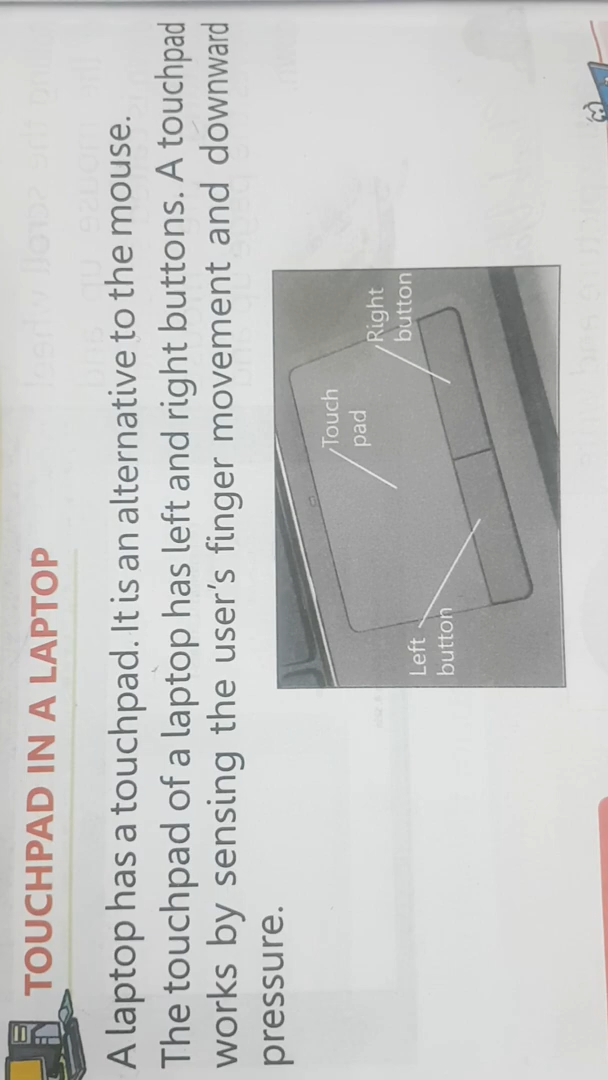 TOUCHPAD IN A LAPTOP
A laptop has a touchpad. It is an alternative to the mouse.
The touchpad of a laptop has left and right buttons. A touchpad
works by sensing the user's finger movement and downward
pressure.
Touch
pad
Right
button
Left
button